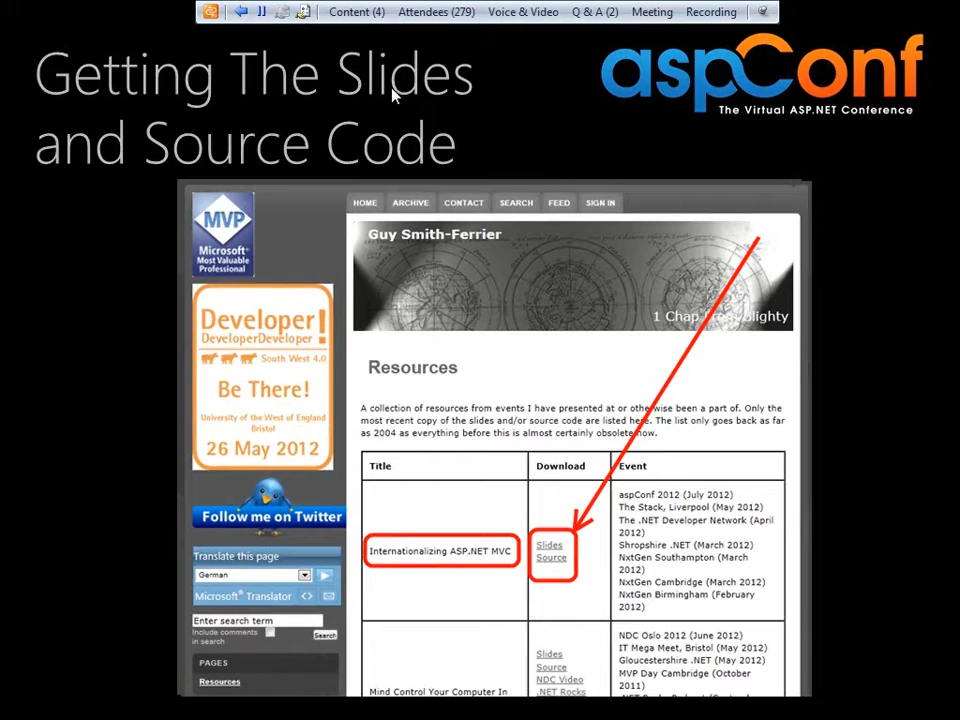 Content (4) Attendees (279) Voice & Video Q & A (2) Meeting Recording
Getting The Slides
and Source Code
aspConf
The Virtual ASP.NET Conference
MVP
Microsoft®
Most Valuable
Professional
Developer!
DeveloperDeveloper
South West 4.0
Be There!
University of the West of England
Bristol
26 May 2012
Follow me on Twitter
Translate this page
German
Microsoft® Translator
Enter search term
Include comments
in search
Search
PAGES
Resources
HOME ARCHIVE CONTACT SEARCH FEED SIGN IN
Guy Smith-Ferrier
1 Chap Blighty
Resources
A collection of resources from events I have presented at or otherwise been a part of. Only the
most recent copy of the slides and/or source code are listed here. The list only goes back as far
as 2004 as everything before this is almost certainly obsolete now.
Title Download Event
Internationalizing ASP.NET MVC
Slides
Source
aspConf 2012 (July 2012)
The Stack, Liverpool (May 2012)
The .NET Developer Network (April
2012)
Shropshire .NET (March 2012)
NxtGen Southampton (March
2012)
NxtGen Cambridge (March 2012)
NxtGen Birmingham (February
2012)
Mind Control Your Computer In
Slides
Source
NDC Video
.NET Rocks
NDC Oslo 2012 (June 2012)
IT Mega Meet, Bristol (May 2012)
Gloucestershire .NET (May 2012)
MVP Day Cambridge (October
2011)